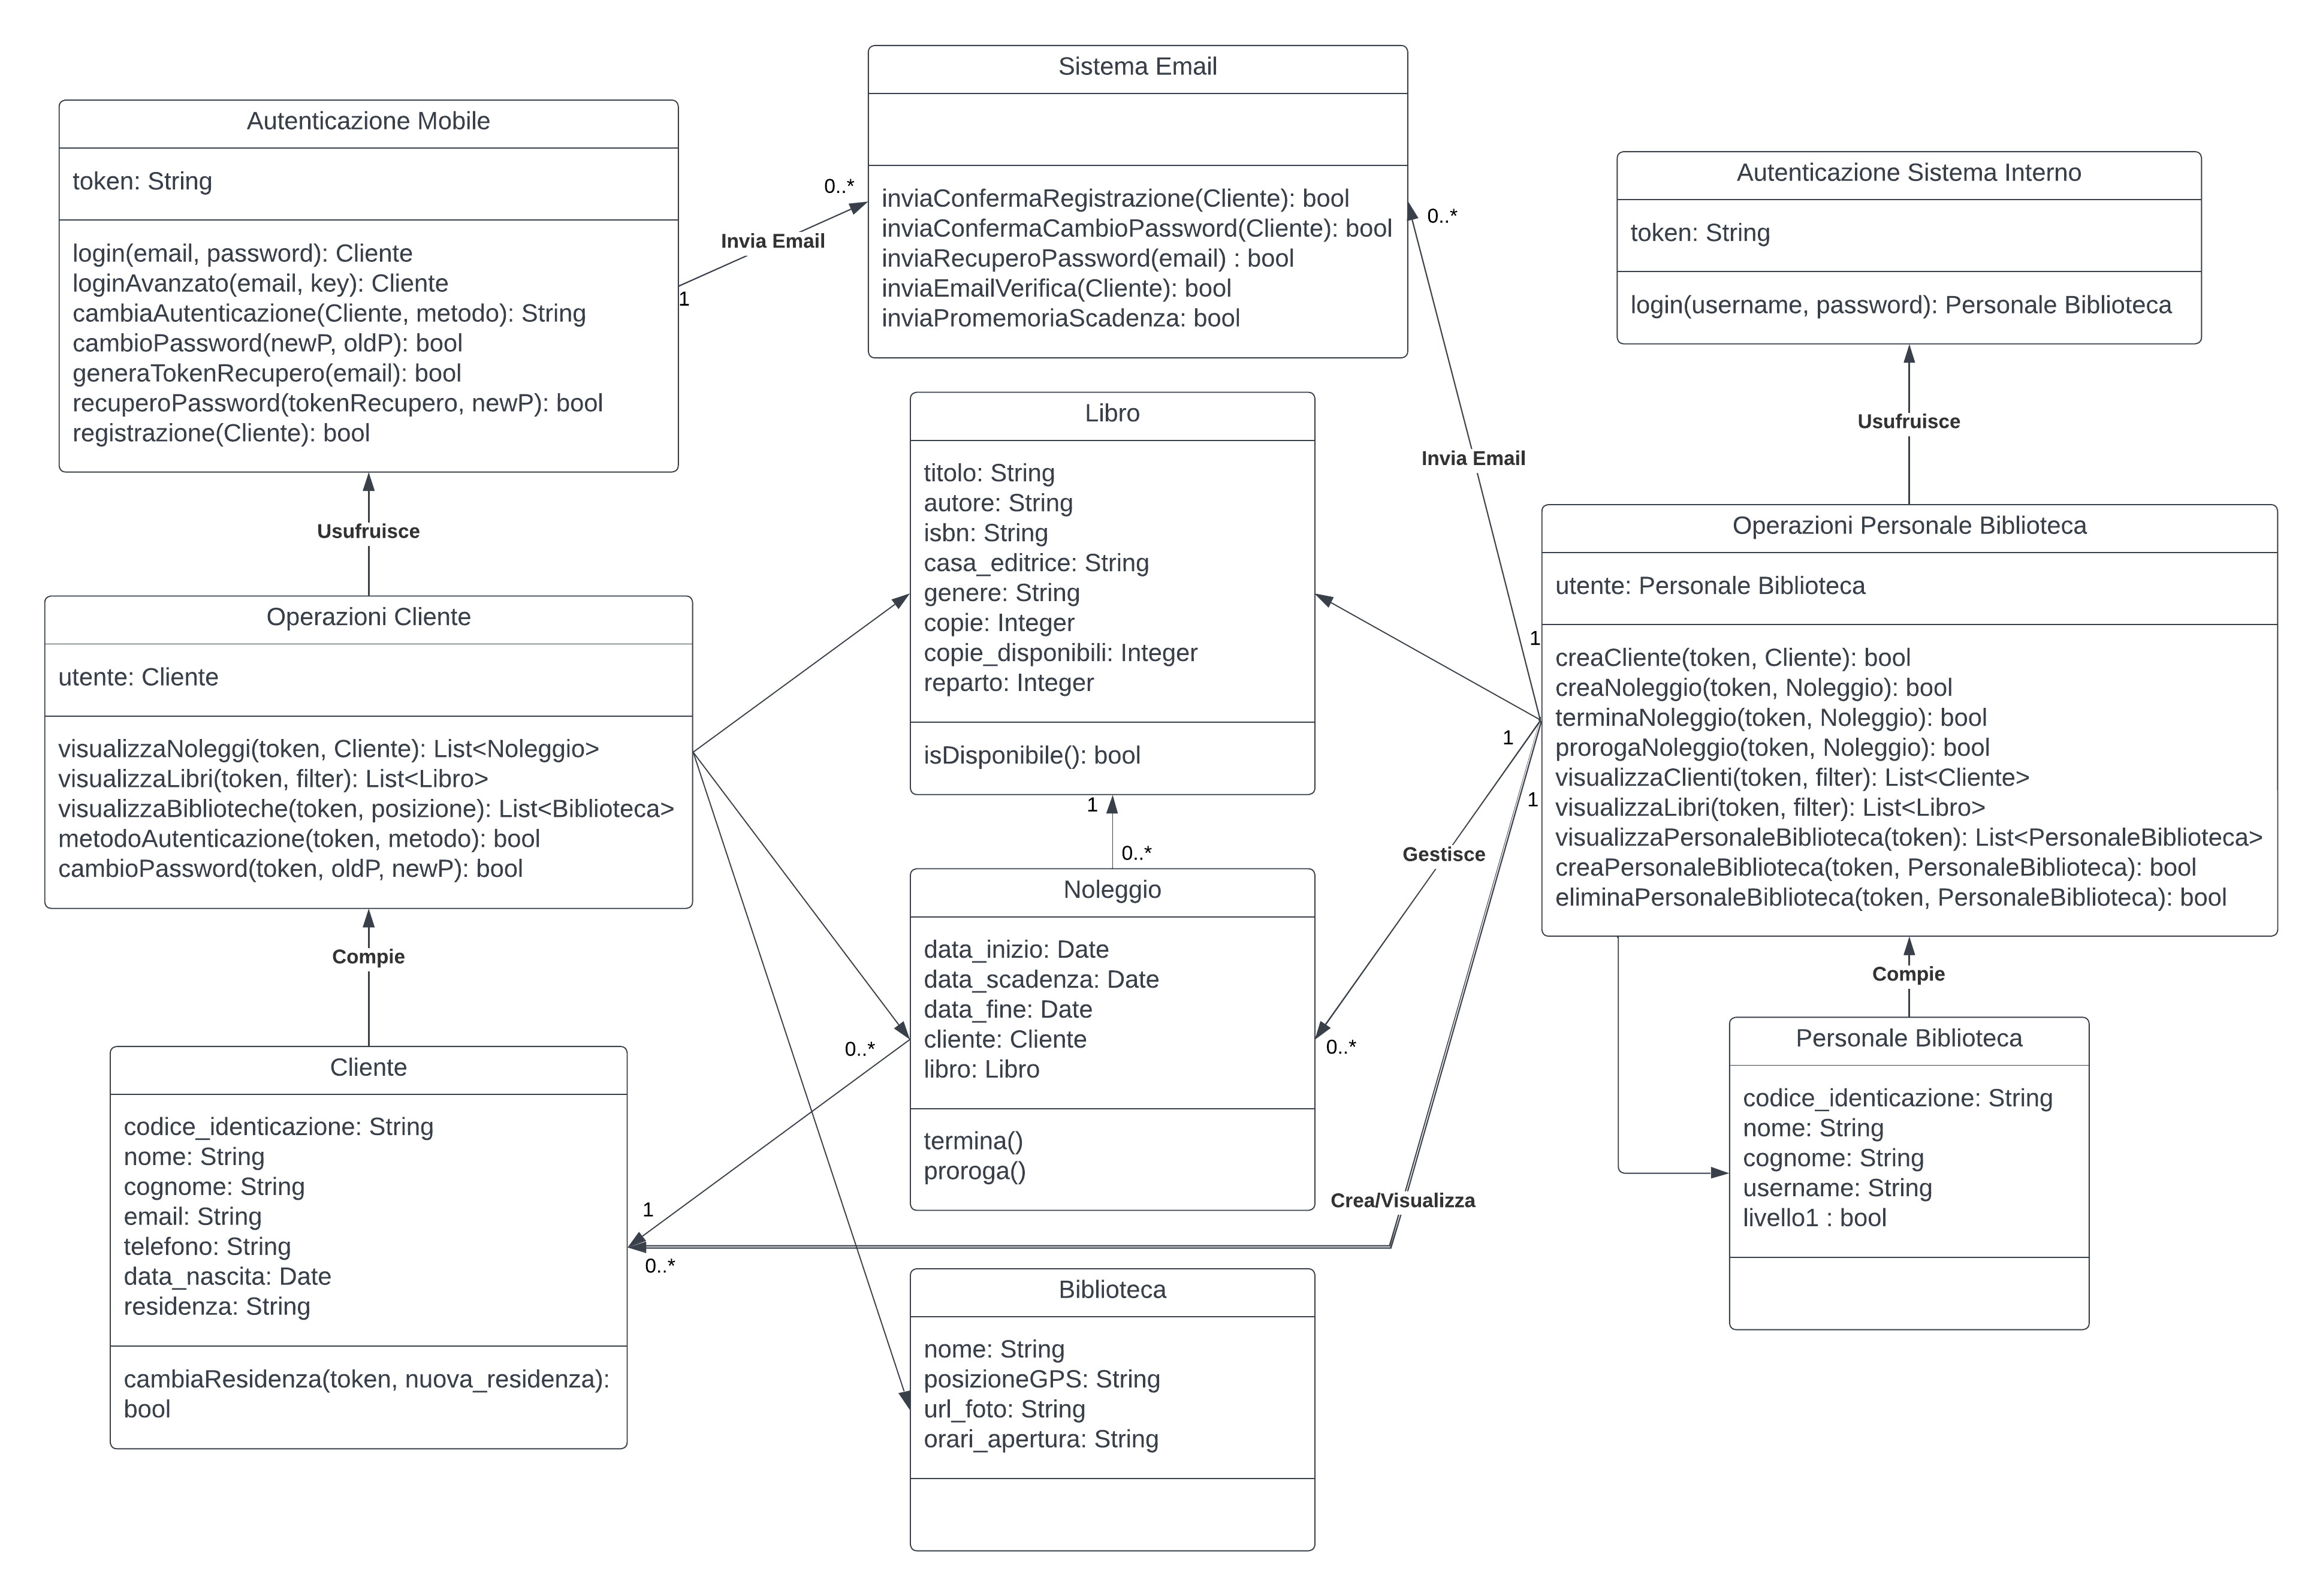 Sistema Email
inviaConfermaRegistrazione(Cliente): bool
inviaConfermaCambioPassword(Cliente): bool
inviaRecuperoPassword(email) : bool
inviaEmailVerifica(Cliente): bool
inviaPromemoriaScadenza: bool
Autenticazione Mobile
token: String
login(email, password): Cliente
loginAvanzato(email, key): Cliente
cambiaAutenticazione(Cliente, metodo): String
cambioPassword(newP, oldP): bool
generaTokenRecupero(email): bool
recuperoPassword(tokenRecupero, newP): bool
registrazione(Cliente): bool
0..*
Invia Email
1
Autenticazione Sistema Interno
token: String
login(username, password): Personale Biblioteca
0..*
Invia Email
1
Usufruisce
Usufruisce
Libro
titolo: String
autore: String
isbn: String
casa_editrice: String
genere: String
copie: Integer
copie_disponibili: Integer
reparto: Integer
isDisponibile(): bool
Operazioni Cliente
utente: Cliente
visualizzaNoleggi(token, Cliente): List<Noleggio>
visualizzaLibri(token, filter): List<Libro>
visualizzaBiblioteche(token, posizione): List<Biblioteca>
metodoAutenticazione(token, metodo): bool
cambioPassword(token, oldP, newP): bool
Operazioni Personale Biblioteca
utente: Personale Biblioteca
creaCliente(token, Cliente): bool
creaNoleggio(token, Noleggio): bool
terminaNoleggio(token, Noleggio): bool
prorogaNoleggio(token, Noleggio): bool
visualizzaClienti(token, filter): List<Cliente>
visualizzaLibri(token, filter): List<Libro>
visualizzaPersonaleBiblioteca(token): List<PersonaleBiblioteca>
creaPersonaleBiblioteca(token, PersonaleBiblioteca): bool
eliminaPersonaleBiblioteca(token, PersonaleBiblioteca): bool
1
1
1
0..*
Gestisce
Compie
Compie
Noleggio
data_inizio: Date
data_scadenza: Date
data_fine: Date
cliente: Cliente
libro: Libro
termina()
proroga()
0..*
0..*
Cliente
codice_identicazione: String
nome: String
cognome: String
email: String
telefono: String
data_nascita: Date
residenza: String
cambiaResidenza(token, nuova_residenza):
bool
1
0..*
Crea/Visualizza
Personale Biblioteca
codice_identicazione: String
nome: String
cognome: String
username: String
livello1 : bool
Biblioteca
nome: String
posizioneGPS: String
url_foto: String
orari_apertura: String